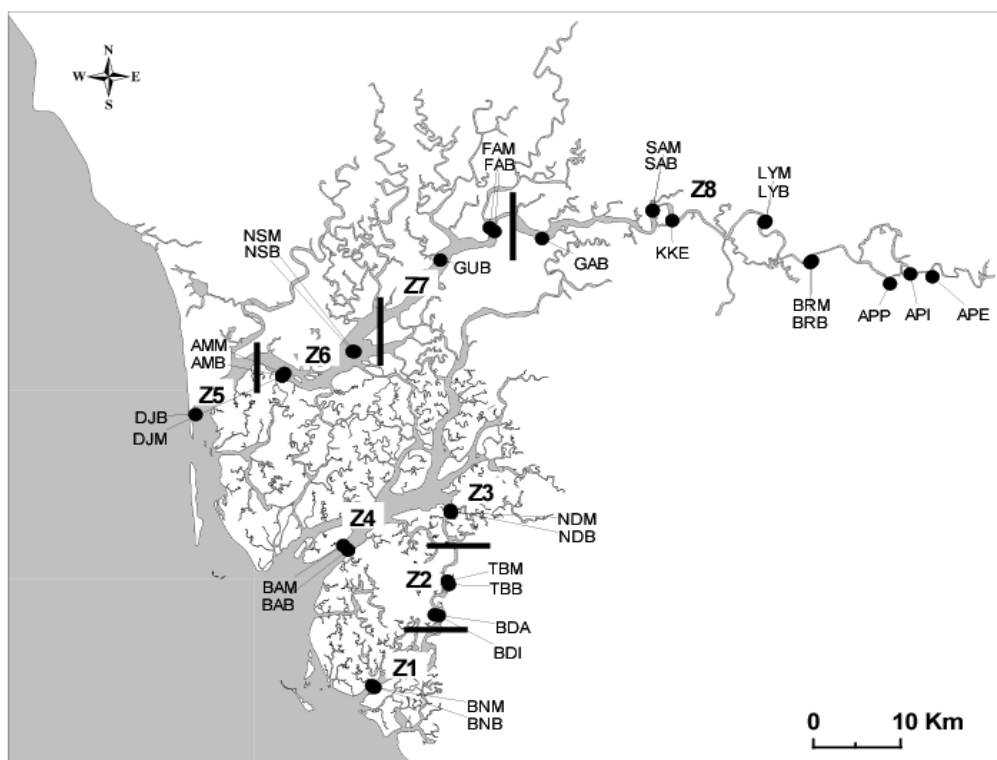 N
W E
S
FAM
FAB
SAM
SAB
Z8
LYM
LYB
KKE
NSM
NSB
GUB
GAB
Z7
BRM
BRB
APP
API
APE
AMM
AMB
Z6
Z5
DJB
DJM
Z3
Z4
NDM
NDB
BAM
BAB
Z2
TBM
TBB
BDA
BDI
Z1
BNM
BNB
0 10 Km